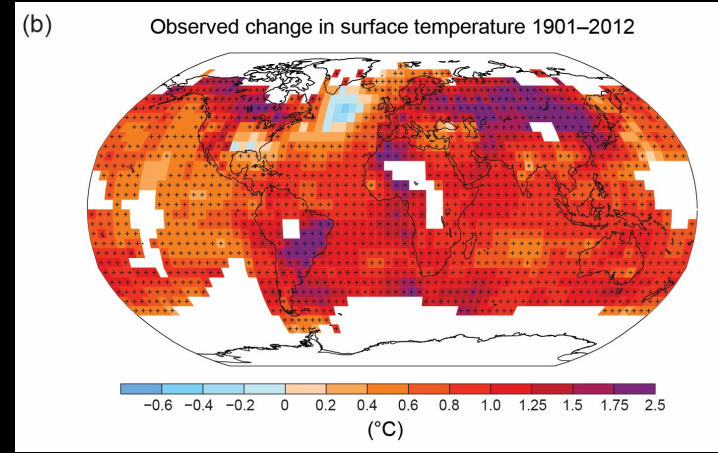 (b)
Observed change in surface temperature 1901–2012
−0.6 −0.4 −0.2 0 0.2 0.4 0.6 0.8 1.0 1.25 1.5 1.75 2.5
(°C)